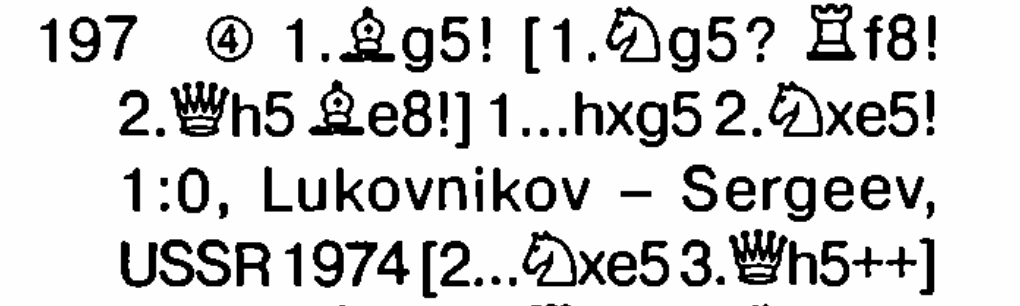 197 ④ 1.♗g5! [1.♘g5? ♖f8!
2.♕h5 ♗e8!] 1...hxg5 2.♘xe5!
1:0, Lukovnikov – Sergeev,
USSR 1974 [2...♘xe5 3.♕h5++]